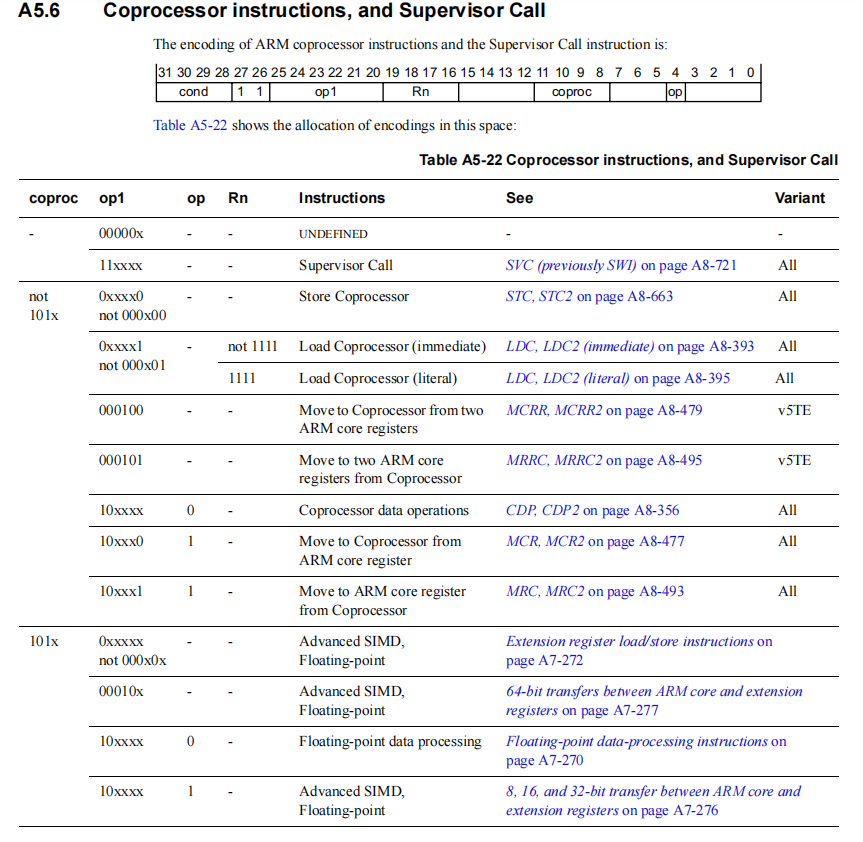 A5.6 Coprocessor instructions, and Supervisor Call
The encoding of ARM coprocessor instructions and the Supervisor Call instruction is:
31 30 29 28 27 26 25 24 23 22 21 20 19 18 17 16 15 14 13 12 11 10 9 8 7 6 5 4 3 2 1 0
cond 1 1 op1 Rn coproc op
Table A5-22 shows the allocation of encodings in this space:
Table A5-22 Coprocessor instructions, and Supervisor Call
coproc op1 op Rn Instructions See Variant
- 00000x - - UNDEFINED - -
11xxxx - - Supervisor Call SVC (previously SWI) on page A8-721 All
not 0xxxx0 - - Store Coprocessor STC, STC2 on page A8-663 All
101x not 000x00
0xxxx1 - not 1111 Load Coprocessor (immediate) LDC, LDC2 (immediate) on page A8-393 All
not 000x01
1111 Load Coprocessor (literal) LDC, LDC2 (literal) on page A8-395 All
000100 - - Move to Coprocessor from two MCRR, MCRR2 on page A8-479 v5TE
ARM core registers
000101 - - Move to two ARM core MRRC, MRRC2 on page A8-495 v5TE
registers from Coprocessor
10xxxx 0 - Coprocessor data operations CDP, CDP2 on page A8-356 All
10xxx0 1 - Move to Coprocessor from MCR, MCR2 on page A8-477 All
ARM core register
10xxx1 1 - Move to ARM core register MRC, MRC2 on page A8-493 All
from Coprocessor
101x 0xxxxx - - Advanced SIMD, Extension register load/store instructions on
not 000x0x Floating-point page A7-272
00010x - - Advanced SIMD, 64-bit transfers between ARM core and extension
Floating-point registers on page A7-277
10xxxx 0 - Floating-point data processing Floating-point data-processing instructions on
page A7-270
10xxxx 1 - Advanced SIMD, 8, 16, and 32-bit transfer between ARM core and
Floating-point extension registers on page A7-276